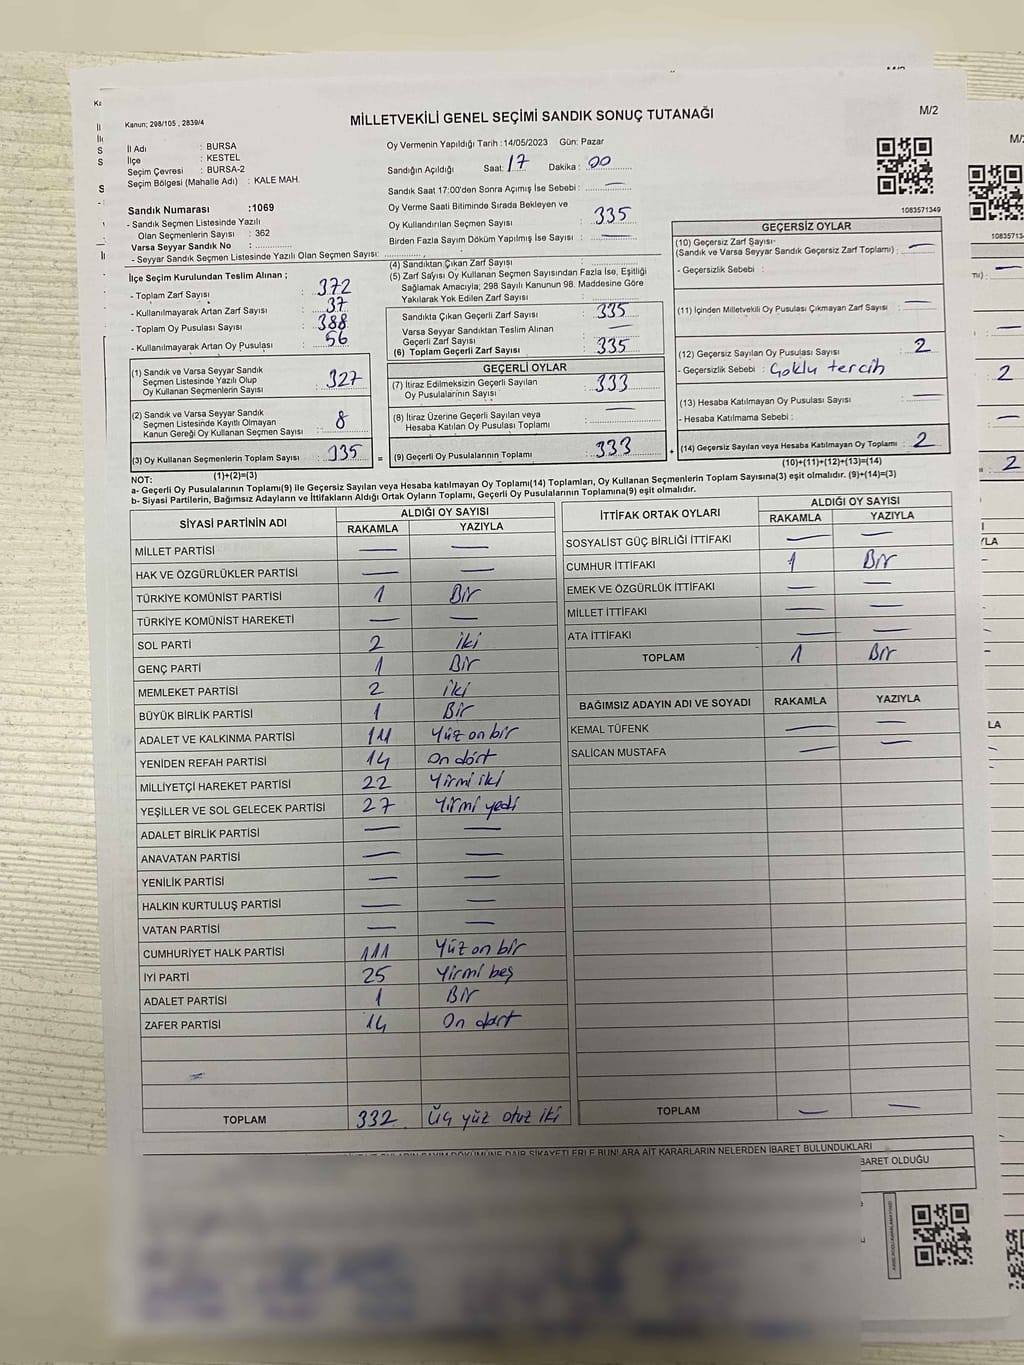 M/2
Kanun; 298/105 , 2839/4
MİLLETVEKİLİ GENEL SEÇİMİ SANDIK SONUÇ TUTANAĞI
İl Adı : BURSA
İlçe : KESTEL
Seçim Çevresi : BURSA-2
Seçim Bölgesi (Mahalle Adı) : KALE MAH.
Oy Vermenin Yapıldığı Tarih : 14/05/2023 Gün: Pazar
Sandığın Açıldığı Saat: 17 Dakika : 00
Sandık Saat 17:00'den Sonra Açımış İse Sebebi : —
Sandık Numarası :1069
- Sandık Seçmen Listesinde Yazılı
Olan Seçmenlerin Sayısı : 362
Varsa Seyyar Sandık No :
- Seyyar Sandık Seçmen Listesinde Yazılı Olan Seçmen Sayısı:
Oy Verme Saati Bitiminde Sırada Bekleyen ve
Oy Kullandırılan Seçmen Sayısı : 335
Birden Fazla Sayım Döküm Yapılmış İse Sayısı : —
1083571349
İlçe Seçim Kurulundan Teslim Alınan ;
- Toplam Zarf Sayısı : 372
- Kullanılmayarak Artan Zarf Sayısı : 37
- Toplam Oy Pusulası Sayısı : 388
- Kullanılmayarak Artan Oy Pusulası : 56
(1) Sandık ve Varsa Seyyar Sandık
Seçmen Listesinde Yazılı Olup
Oy Kullanan Seçmenlerin Sayısı : 327
(2) Sandık ve Varsa Seyyar Sandık
Seçmen Listesinde Kayıtlı Olmayan
Kanun Gereği Oy Kullanan Seçmen Sayısı : 8
(3) Oy Kullanan Seçmenlerin Toplam Sayısı : 335
(1)+(2)=(3)
(4) Sandıktan Çıkan Zarf Sayısı :
(5) Zarf Sayısı Oy Kullanan Seçmen Sayısından Fazla İse, Eşitliği
Sağlamak Amacıyla; 298 Sayılı Kanunun 98. Maddesine Göre
Yakılarak Yok Edilen Zarf Sayısı :
Sandıkta Çıkan Geçerli Zarf Sayısı : 335
Varsa Seyyar Sandıktan Teslim Alınan
Geçerli Zarf Sayısı : —
(6) Toplam Geçerli Zarf Sayısı : 335
GEÇERLİ OYLAR
(7) İtiraz Edilmeksizin Geçerli Sayılan
Oy Pusulalarının Sayısı : 333
(8) İtiraz Üzerine Geçerli Sayılan veya
Hesaba Katılan Oy Pusulası Toplamı : —
= (9) Geçerli Oy Pusulalarının Toplamı : 333
GEÇERSİZ OYLAR
(10) Geçersiz Zarf Sayısı-
(Sandık ve Varsa Seyyar Sandık Geçersiz Zarf Toplamı) : —
- Geçersizlik Sebebi :
(11) İçinden Milletvekili Oy Pusulası Çıkmayan Zarf Sayısı : —
(12) Geçersiz Sayılan Oy Pusulası Sayısı : 2
- Geçersizlik Sebebi : Çoklu tercih
(13) Hesaba Katılmayan Oy Pusulası Sayısı : —
- Hesaba Katılmama Sebebi :
+ (14) Geçersiz Sayılan veya Hesaba Katılmayan Oy Toplamı : 2
(10)+(11)+(12)+(13)=(14)
NOT:
a- Geçerli Oy Pusulalarının Toplamı(9) ile Geçersiz Sayılan veya Hesaba katılmayan Oy Toplamı(14) Toplamları, Oy Kullanan Seçmenlerin Toplam Sayısına(3) eşit olmalıdır. (9)+(14)=(3)
b- Siyasi Partilerin, Bağımsız Adayların ve İttifakların Aldığı Ortak Oyların Toplamı, Geçerli Oy Pusulalarının Toplamına(9) eşit olmalıdır.
SİYASİ PARTİNİN ADI ALDIĞI OY SAYISI
RAKAMLA YAZIYLA
MİLLET PARTİSİ — —
HAK VE ÖZGÜRLÜKLER PARTİSİ — —
TÜRKİYE KOMÜNİST PARTİSİ 1 Bir
TÜRKİYE KOMÜNİST HAREKETİ — —
SOL PARTİ 2 iki
GENÇ PARTİ 1 Bir
MEMLEKET PARTİSİ 2 iki
BÜYÜK BİRLİK PARTİSİ 1 Bir
ADALET VE KALKINMA PARTİSİ 111 Yüz on bir
YENİDEN REFAH PARTİSİ 14 On dört
MİLLİYETÇİ HAREKET PARTİSİ 22 Yirmi iki
YEŞİLLER VE SOL GELECEK PARTİSİ 27 Yirmi yedi
ADALET BİRLİK PARTİSİ — —
ANAVATAN PARTİSİ — —
YENİLİK PARTİSİ — —
HALKIN KURTULUŞ PARTİSİ — —
VATAN PARTİSİ — —
CUMHURİYET HALK PARTİSİ 111 Yüz on bir
İYİ PARTİ 25 Yirmi beş
ADALET PARTİSİ 1 Bir
ZAFER PARTİSİ 14 On dört
TOPLAM 332 Üç yüz otuz iki
İTTİFAK ORTAK OYLARI ALDIĞI OY SAYISI
RAKAMLA YAZIYLA
SOSYALİST GÜÇ BİRLİĞİ İTTİFAKI — —
CUMHUR İTTİFAKI 1 Bir
EMEK VE ÖZGÜRLÜK İTTİFAKI — —
MİLLET İTTİFAKI — —
ATA İTTİFAKI — —
TOPLAM 1 Bir
BAĞIMSIZ ADAYIN ADI VE SOYADI RAKAMLA YAZIYLA
KEMAL TÜFENK — —
SALİCAN MUSTAFA — —
TOPLAM — —
SAYIM DÖKÜMÜNE DAİR ŞİKAYETLERLE BUNLARA AİT KARARLARIN NELERDEN İBARET BULUNDUKLARI
BARET OLDUĞU
M/
2
2
LA